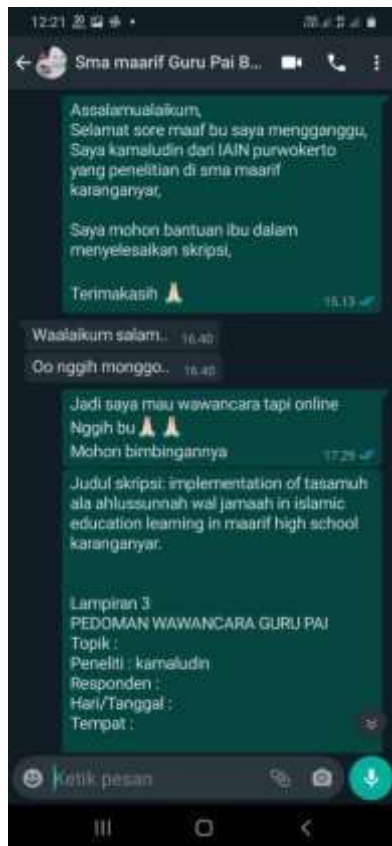 12:21
Sma maarif Guru Pai B...
Assalamualaikum,
Selamat sore maaf bu saya mengganggu,
Saya kamaludin dari IAIN purwokerto
yang penelitian di sma maarif
karanganyar,
Saya mohon bantuan ibu dalam
menyelesaikan skripsi,
Terimakasih 🙏🏻
15.13
Waalaikum salam.. 16.40
Oo nggih monggo.. 16.40
Jadi saya mau wawancara tapi online
Nggih bu 🙏🏻 🙏🏻
Mohon bimbingannya
17.29
Judul skripsi: implementation of tasamuh
ala ahlussunnah wal jamaah in islamic
education learning in maarif high school
karanganyar.
Lampiran 3
PEDOMAN WAWANCARA GURU PAI
Topik :
Peneliti : kamaludin
Responden :
Hari/Tanggal :
Tempat :
Ketik pesan